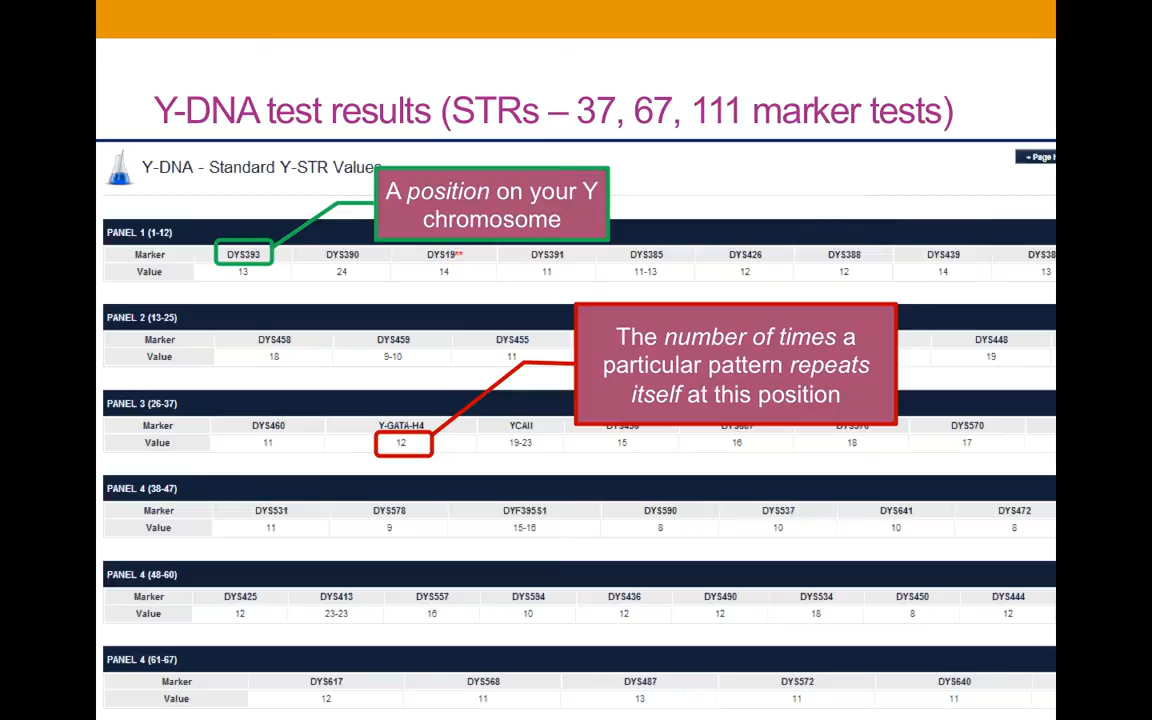 Y-DNA test results (STRs – 37, 67, 111 marker tests)
Y-DNA - Standard Y-STR Values
Page
A position on your Y
chromosome
PANEL 1 (1-12)
Marker DYS393 DYS390 DYS19** DYS391 DYS385 DYS426 DYS388 DYS439 DYS38
Value 13 24 14 11 11-13 12 12 14 13
PANEL 2 (13-25)
Marker DYS458 DYS459 DYS455 DYS448
Value 18 9-10 11 19
The number of times a
particular pattern repeats
itself at this position
PANEL 3 (26-37)
Marker DYS460 Y-GATA-H4 YCAII DYS570
Value 11 12 19-23 15 16 18 17
PANEL 4 (38-47)
Marker DYS531 DYS578 DYF395S1 DYS590 DYS537 DYS641 DYS472
Value 11 9 15-16 8 10 10 8
PANEL 4 (48-60)
Marker DYS425 DYS413 DYS557 DYS594 DYS436 DYS490 DYS534 DYS450 DYS444
Value 12 23-23 16 10 12 12 18 8 12
PANEL 4 (61-67)
Marker DYS617 DYS568 DYS487 DYS572 DYS640
Value 12 11 13 11 11